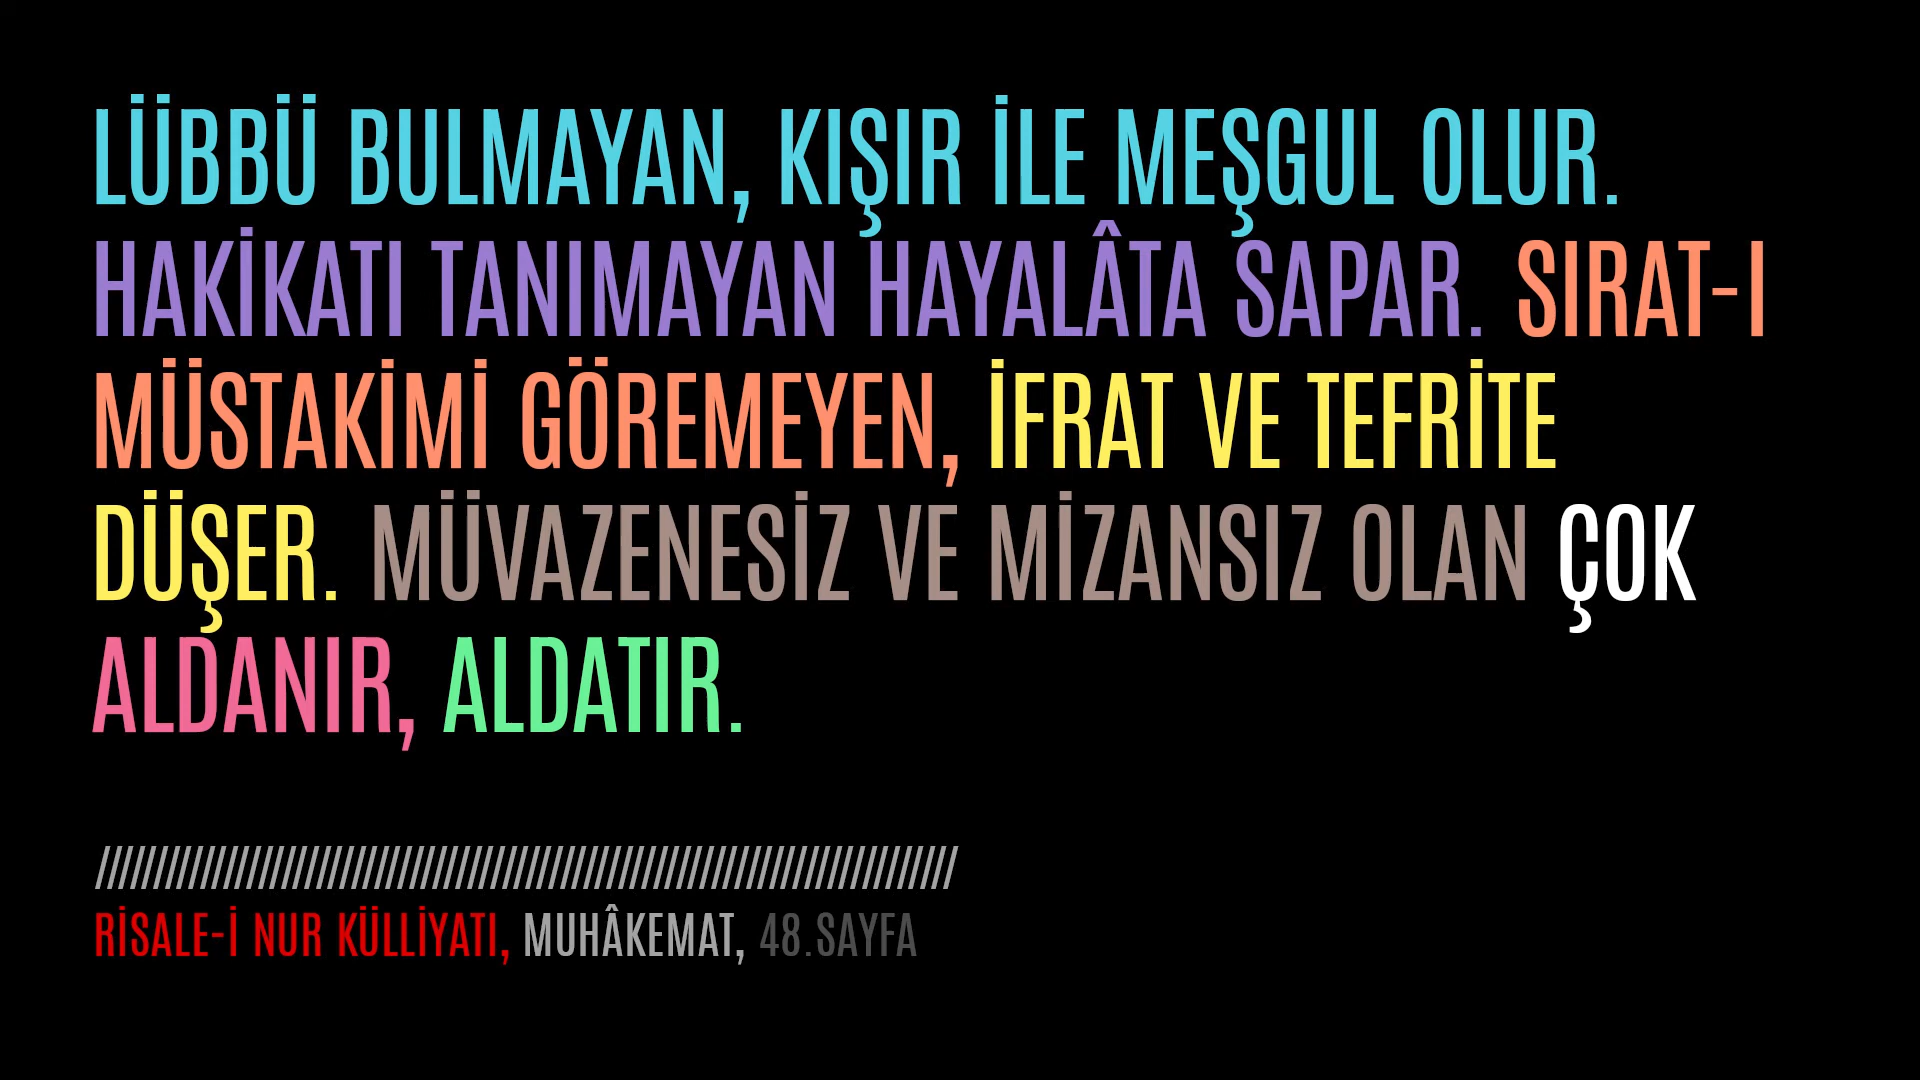 LÜBBÜ BULMAYAN, KIŞIR İLE MEŞGUL OLUR.
HAKİKATI TANIMAYAN HAYALÂTA SAPAR. SIRAT-I
MÜSTAKİMİ GÖREMEYEN, İFRAT VE TEFRİTE
DÜŞER. MÜVAZENESİZ VE MİZANSIZ OLAN ÇOK
ALDANIR, ALDATIR.
//////////////////////////////////////////////////////////////////////////
RİSALE-İ NUR KÜLLİYATI, MUHÂKEMAT, 48.SAYFA